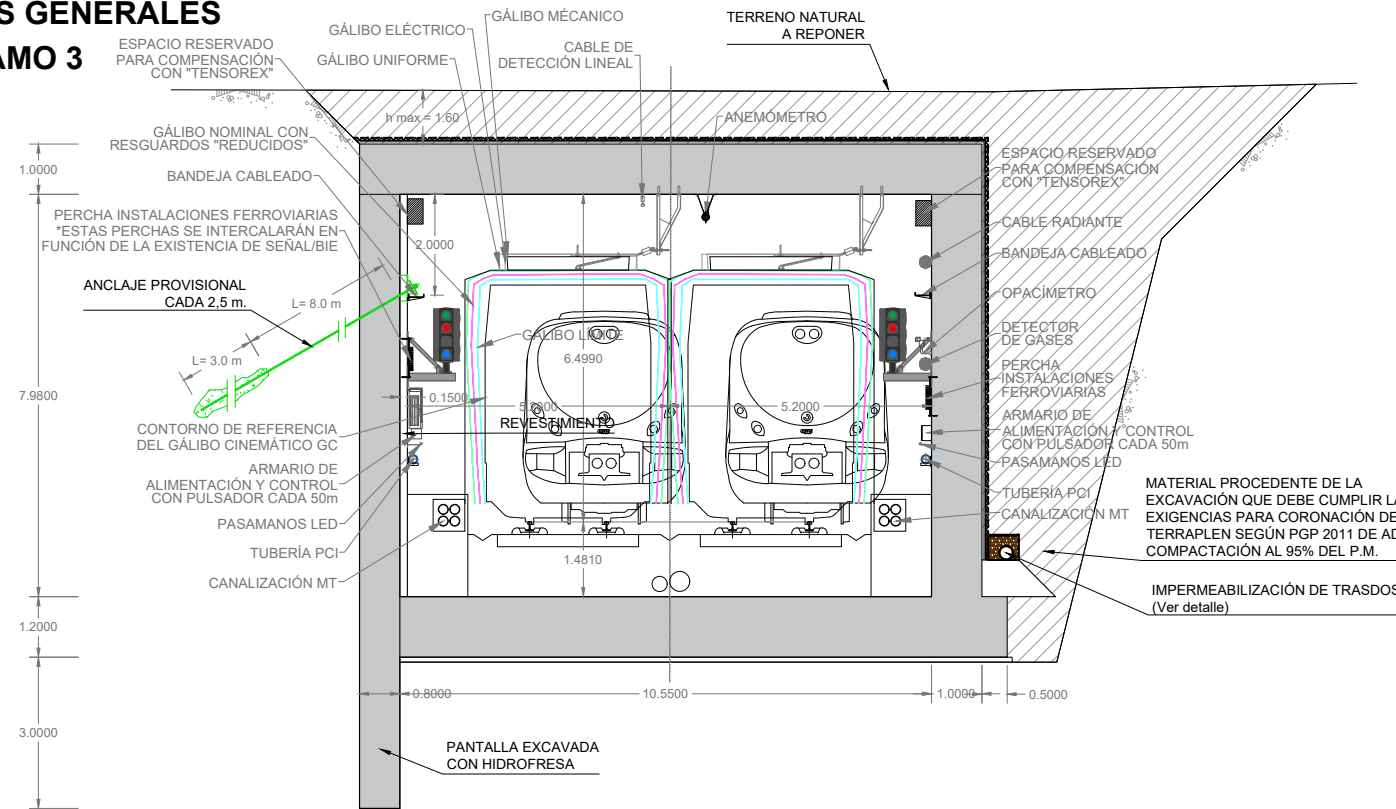 S GENERALES
AMO 3
ESPACIO RESERVADO
PARA COMPENSACIÓN
CON "TENSOREX"
GÁLIBO ELÉCTRICO
GÁLIBO UNIFORME
GÁLIBO MÉCANICO
CABLE DE
DETECCIÓN LINEAL
TERRENO NATURAL
A REPONER
h max = 1.60
ANEMÓMETRO
GÁLIBO NOMINAL CON
RESGUARDOS "REDUCIDOS"
BANDEJA CABLEADO
PERCHA INSTALACIONES FERROVIARIAS
*ESTAS PERCHAS SE INTERCALARÁN EN
FUNCIÓN DE LA EXISTENCIA DE SEÑAL/BIE
ANCLAJE PROVISIONAL
CADA 2,5 m.
L= 8.0 m
L= 3.0 m
1.0000
7.9800
1.2000
3.0000
2.0000
GÁLIBO LÍMITE
6.4990
0.1500
5.2000
5.2000
REVESTIMIENTO
1.4810
CONTORNO DE REFERENCIA
DEL GÁLIBO CINEMÁTICO GC
ARMARIO DE
ALIMENTACIÓN Y CONTROL
CON PULSADOR CADA 50m
PASAMANOS LED
TUBERÍA PCI
CANALIZACIÓN MT
ESPACIO RESERVADO
PARA COMPENSACIÓN
CON "TENSOREX"
CABLE RADIANTE
BANDEJA CABLEADO
OPACÍMETRO
DETECTOR
DE GASES
PERCHA
INSTALACIONES
FERROVIARIAS
ARMARIO DE
ALIMENTACIÓN Y CONTROL
CON PULSADOR CADA 50m
PASAMANOS LED
TUBERÍA PCI
CANALIZACIÓN MT
MATERIAL PROCEDENTE DE LA
EXCAVACIÓN QUE DEBE CUMPLIR LA
EXIGENCIAS PARA CORONACIÓN DE
TERRAPLEN SEGÚN PGP 2011 DE AD
COMPACTACIÓN AL 95% DEL P.M.
IMPERMEABILIZACIÓN DE TRASDOS
(Ver detalle)
0.8000
10.5500
1.0000
0.5000
PANTALLA EXCAVADA
CON HIDROFRESA